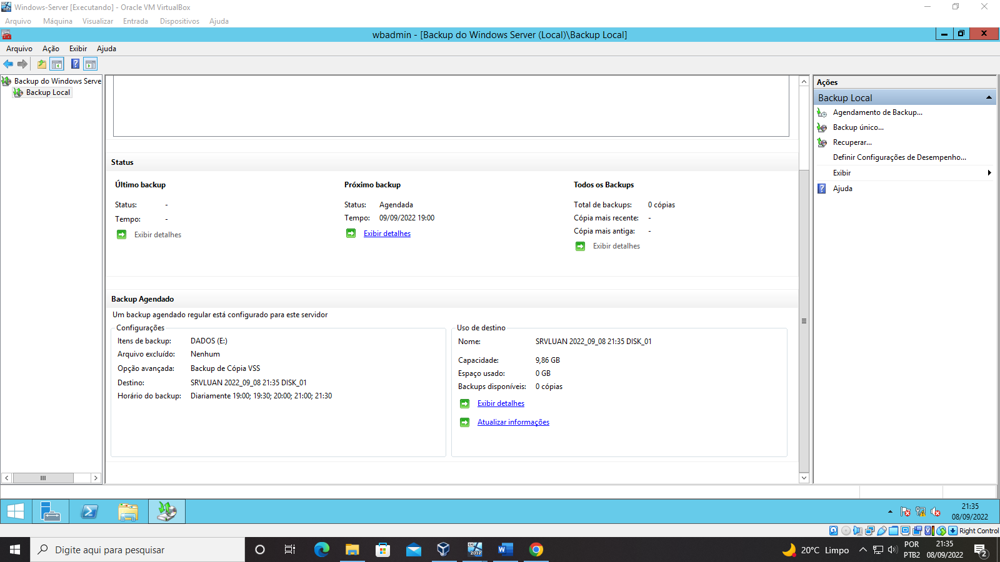 Windows-Server [Executando] - Oracle VM VirtualBox
Arquivo Máquina Visualizar Entrada Dispositivos Ajuda
wbadmin - [Backup do Windows Server (Local)\Backup Local]
Arquivo Ação Exibir Ajuda
Backup do Windows Serve
Backup Local
Status
Último backup
Status: -
Tempo: -
Exibir detalhes
Próximo backup
Status: Agendada
Tempo: 09/09/2022 19:00
Exibir detalhes
Todos os Backups
Total de backups: 0 cópias
Cópia mais recente: -
Cópia mais antiga: -
Exibir detalhes
Backup Agendado
Um backup agendado regular está configurado para este servidor
Configurações
Itens de backup: DADOS (E:)
Arquivo excluído: Nenhum
Opção avançada: Backup de Cópia VSS
Destino: SRVLUAN 2022_09_08 21:35 DISK_01
Horário do backup: Diariamente 19:00; 19:30; 20:00; 21:00; 21:30
Uso de destino
Nome: SRVLUAN 2022_09_08 21:35 DISK_01
Capacidade: 9,86 GB
Espaço usado: 0 GB
Backups disponíveis: 0 cópias
Exibir detalhes
Atualizar informações
Ações
Backup Local
Agendamento de Backup...
Backup único...
Recuperar...
Definir Configurações de Desempenho...
Exibir
Ajuda
21:35
08/09/2022
Right Control
Digite aqui para pesquisar
2012
20°C Limpo
POR
PTB2
21:35
08/09/2022
2